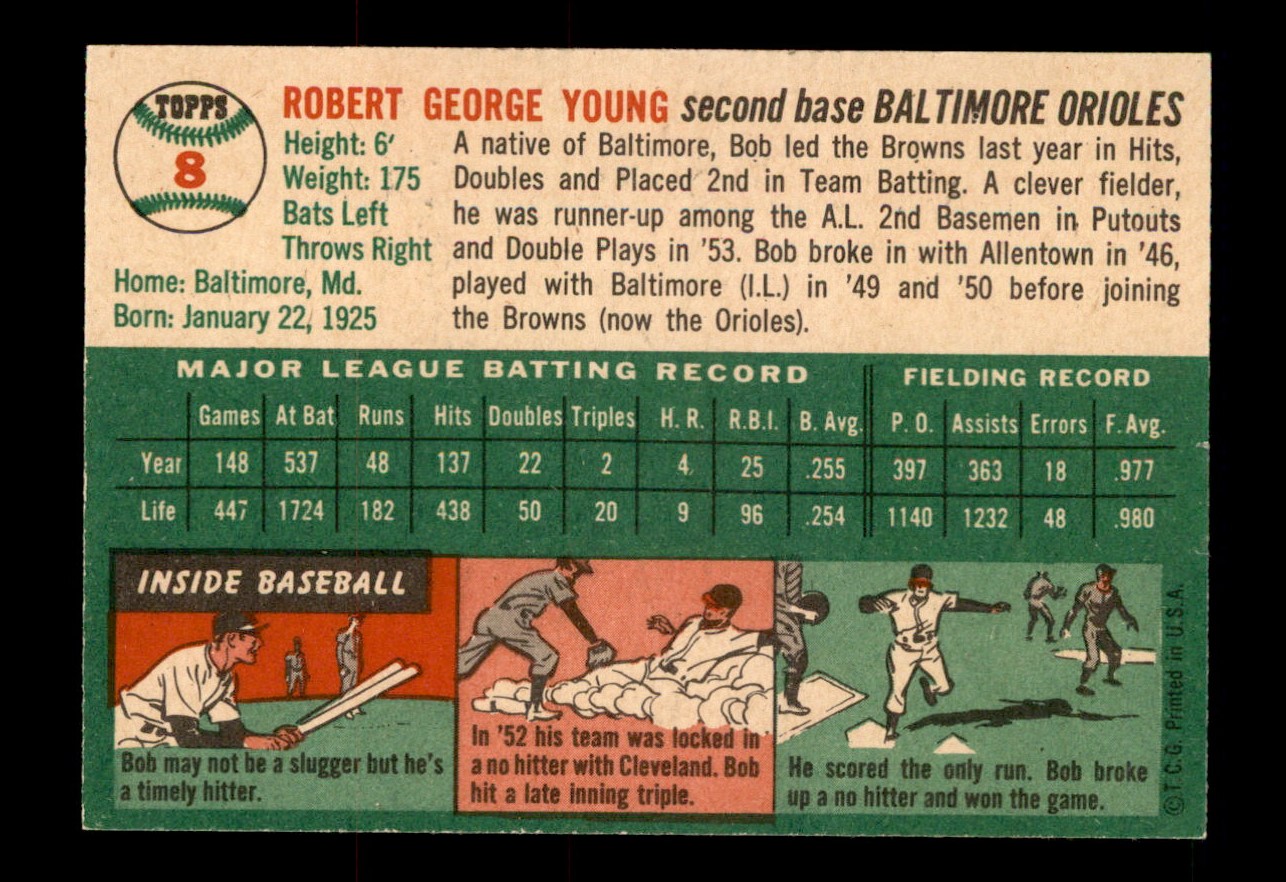 TOPPS
8
ROBERT GEORGE YOUNG second base BALTIMORE ORIOLES
Height: 6'
Weight: 175
Bats Left
Throws Right
Home: Baltimore, Md.
Born: January 22, 1925
A native of Baltimore, Bob led the Browns last year in Hits,
Doubles and Placed 2nd in Team Batting. A clever fielder,
he was runner-up among the A.L. 2nd Basemen in Putouts
and Double Plays in '53. Bob broke in with Allentown in '46,
played with Baltimore (I.L.) in '49 and '50 before joining
the Browns (now the Orioles).
MAJOR LEAGUE BATTING RECORD FIELDING RECORD
Games At Bat Runs Hits Doubles Triples H. R. R.B.I. B. Avg. P. O. Assists Errors F. Avg.
Year 148 537 48 137 22 2 4 25 .255 397 363 18 .977
Life 447 1724 182 438 50 20 9 96 .254 1140 1232 48 .980
INSIDE BASEBALL
Bob may not be a slugger but he's
a timely hitter.
In '52 his team was locked in
a no hitter with Cleveland. Bob
hit a late inning triple.
He scored the only run. Bob broke
up a no hitter and won the game.
© T.C.G. Printed in U.S.A.